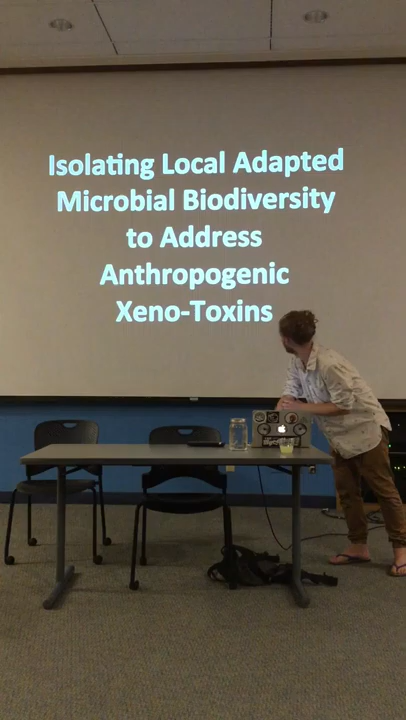 Isolating Local Adapted
Microbial Biodiversity
to Address
Anthropogenic
Xeno-Toxins